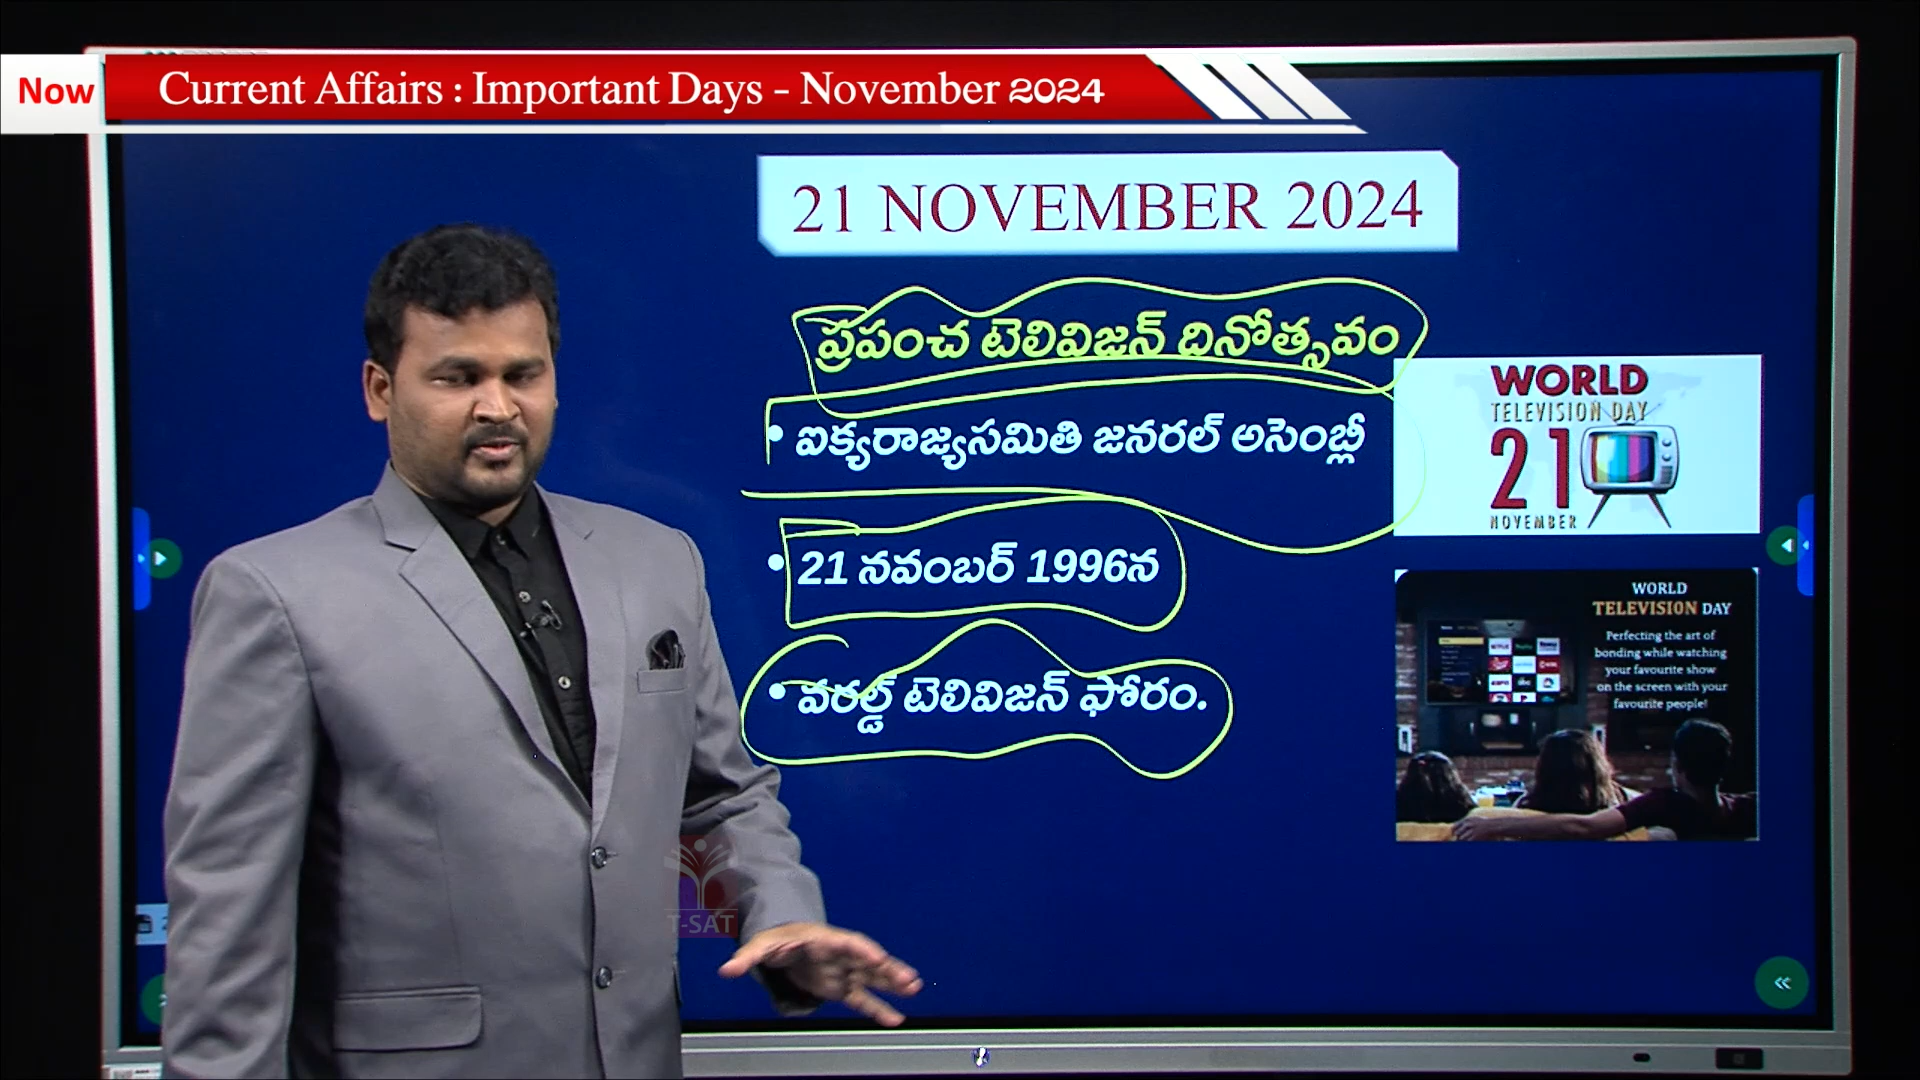 Now
Current Affairs : Important Days - November 2024
21 NOVEMBER 2024
ప్రపంచ టెలివిజన్ దినోత్సవం
• ఐక్యరాజ్యసమితి జనరల్ అసెంబ్లీ
• 21 నవంబర్ 1996న
• వరల్డ్ టెలివిజన్ ఫోరం.
WORLD
TELEVISION DAY
21
NOVEMBER
WORLD
TELEVISION DAY
Perfecting the art of
bonding while watching
your favourite show
on the screen with your
favourite people!
T-SAT